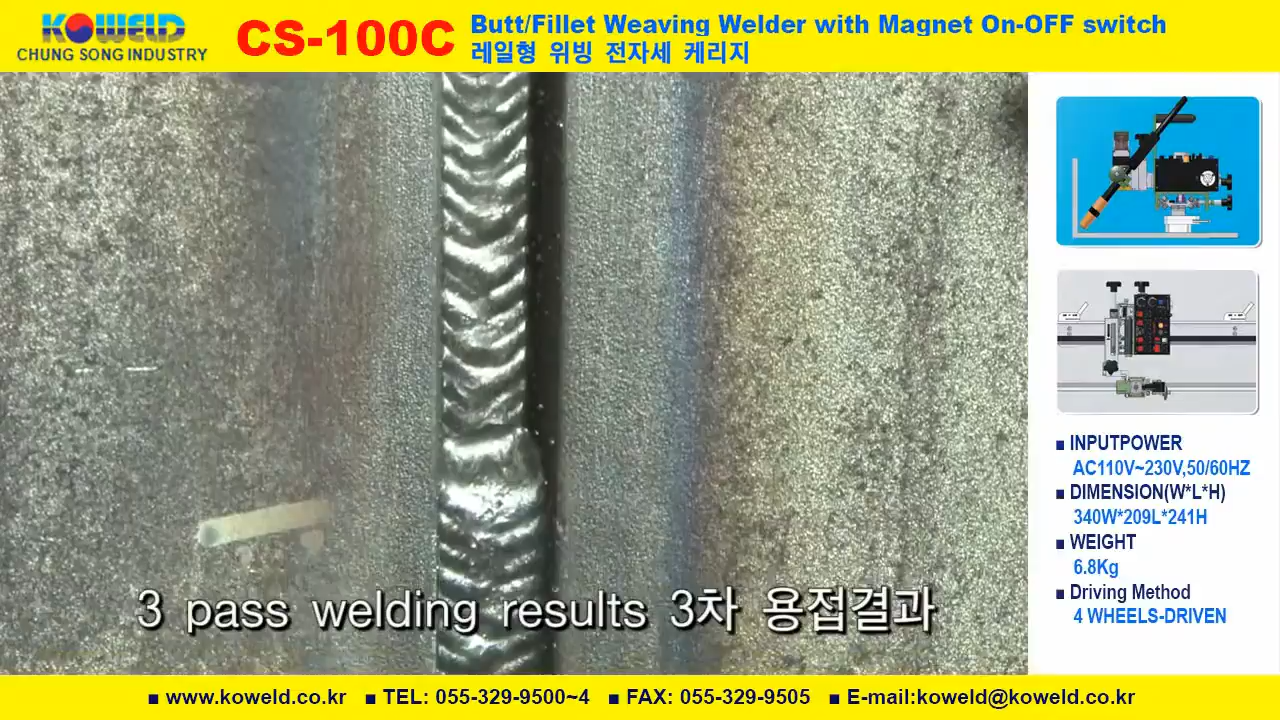 KOWELD
CHUNG SONG INDUSTRY
CS-100C
Butt/Fillet Weaving Welder with Magnet On-OFF switch
레일형 위빙 전자세 케리지
■ INPUTPOWER
AC110V~230V,50/60HZ
■ DIMENSION(W*L*H)
340W*209L*241H
■ WEIGHT
6.8Kg
■ Driving Method
4 WHEELS-DRIVEN
3 pass welding results 3차 용접결과
■ www.koweld.co.kr ■ TEL: 055-329-9500~4 ■ FAX: 055-329-9505 ■ E-mail:koweld@koweld.co.kr